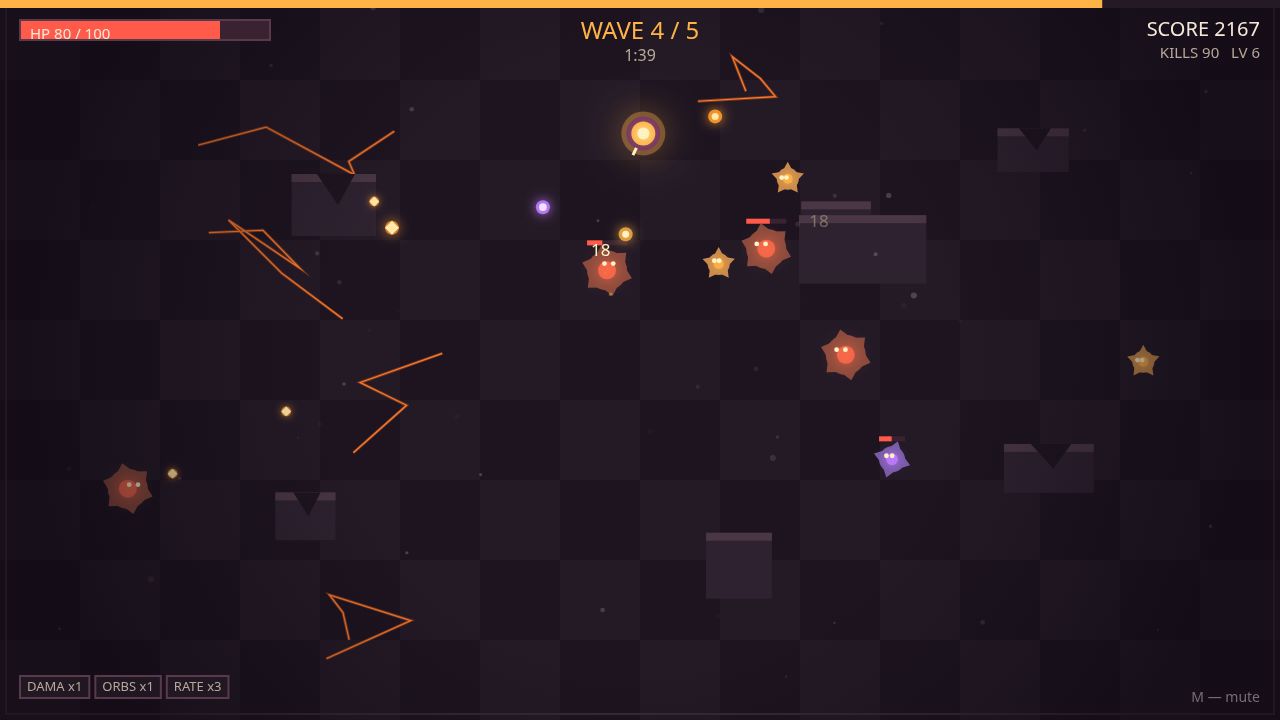 HP 80 / 100
WAVE 4 / 5
1:39
SCORE 2167
KILLS 90 LV 6
18
18
DAMA x1
ORBS x1
RATE x3
M — mute